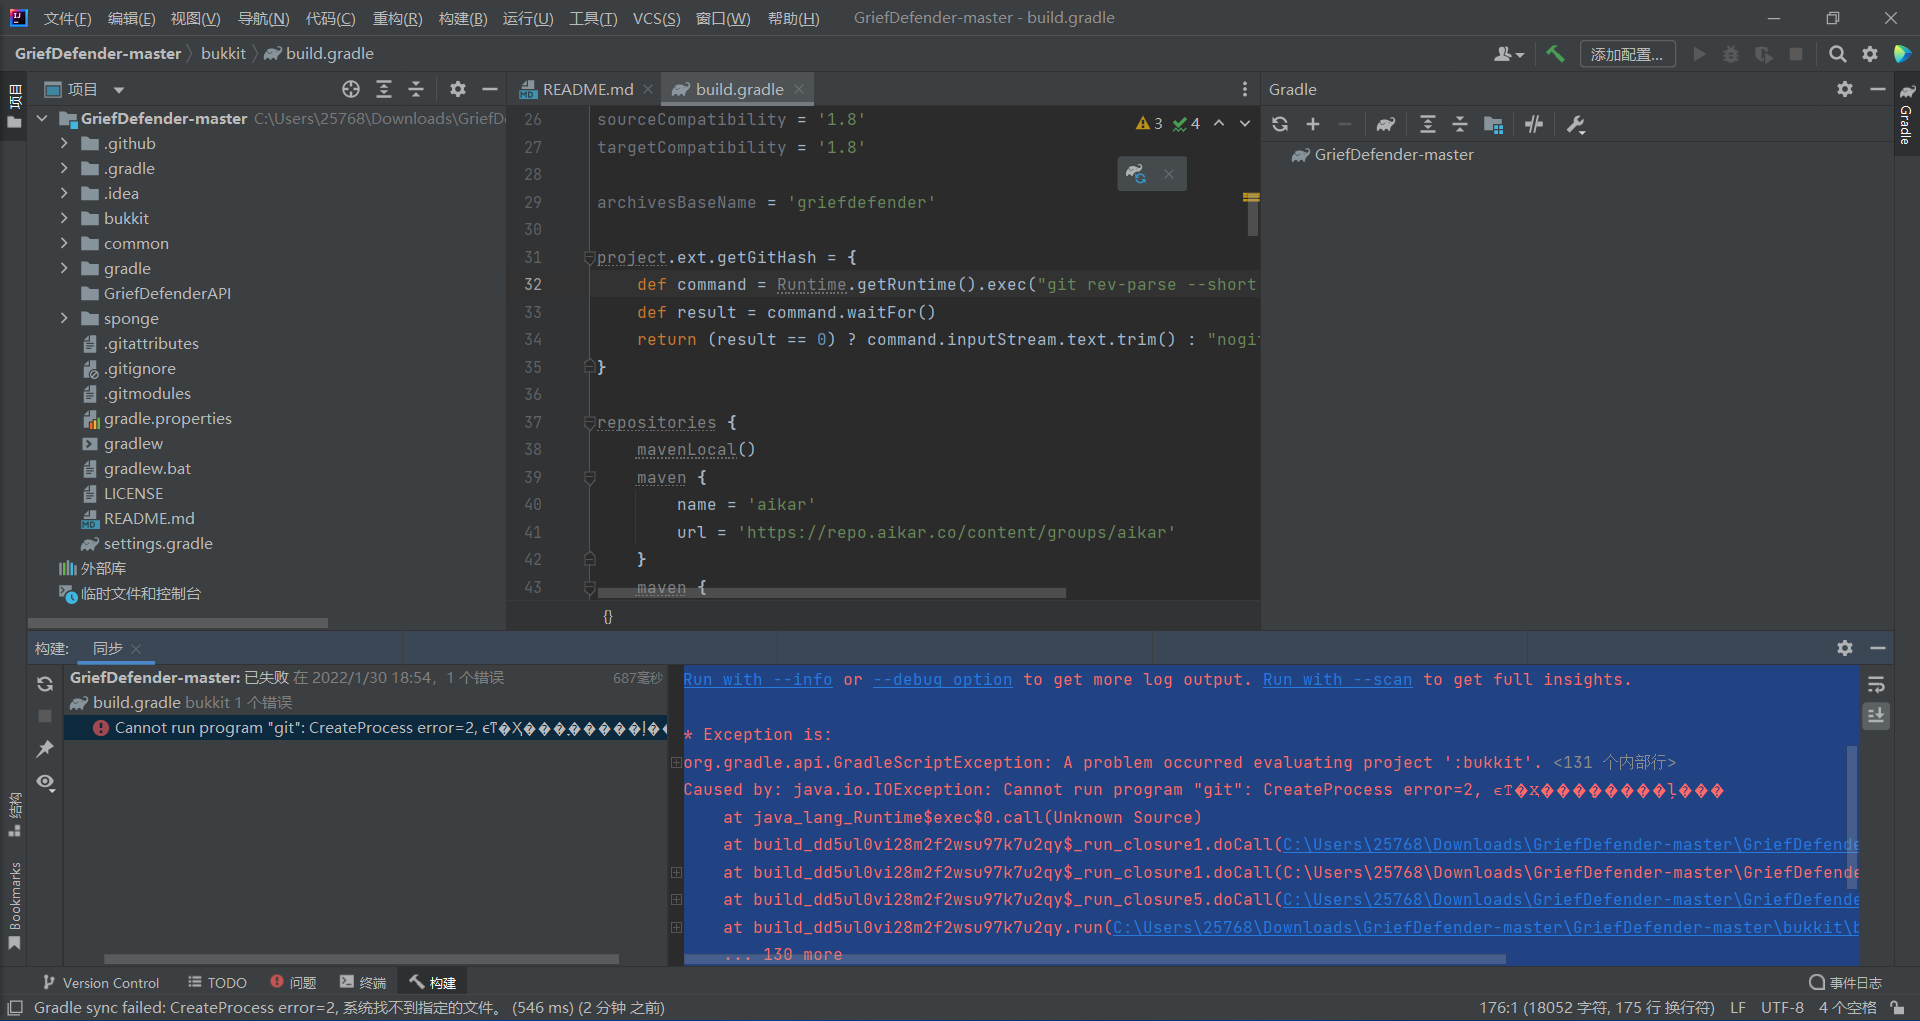 文件(F) 编辑(E) 视图(V) 导航(N) 代码(C) 重构(R) 构建(B) 运行(U) 工具(T) VCS(S) 窗口(W) 帮助(H) GriefDefender-master - build.gradle
GriefDefender-master bukkit build.gradle
添加配置...
项目
项目
README.md
build.gradle
Gradle
Gradle
GriefDefender-master C:\Users\25768\Downloads\GriefD
.github
.gradle
.idea
bukkit
common
gradle
GriefDefenderAPI
sponge
.gitattributes
.gitignore
.gitmodules
gradle.properties
gradlew
gradlew.bat
LICENSE
README.md
settings.gradle
外部库
临时文件和控制台
3 4
26 sourceCompatibility = '1.8'
27 targetCompatibility = '1.8'
28
29 archivesBaseName = 'griefdefender'
30
31 project.ext.getGitHash = {
32 def command = Runtime.getRuntime().exec("git rev-parse --short
33 def result = command.waitFor()
34 return (result == 0) ? command.inputStream.text.trim() : "nogi
35 }
36
37 repositories {
38 mavenLocal()
39 maven {
40 name = 'aikar'
41 url = 'https://repo.aikar.co/content/groups/aikar'
42 }
43 maven {
{}
GriefDefender-master
构建: 同步
GriefDefender-master: 已失败 在 2022/1/30 18:54，1 个错误 687毫秒
build.gradle bukkit 1 个错误
Cannot run program "git": CreateProcess error=2,
Run with --info or --debug option to get more log output. Run with --scan to get full insights.
* Exception is:
org.gradle.api.GradleScriptException: A problem occurred evaluating project ':bukkit'. <131 个内部行>
Caused by: java.io.IOException: Cannot run program "git": CreateProcess error=2,
at java_lang_Runtime$exec$0.call(Unknown Source)
at build_dd5ul0vi28m2f2wsu97k7u2qy$_run_closure1.doCall(C:\Users\25768\Downloads\GriefDefender-master\GriefDefende
at build_dd5ul0vi28m2f2wsu97k7u2qy$_run_closure1.doCall(C:\Users\25768\Downloads\GriefDefender-master\GriefDefende
at build_dd5ul0vi28m2f2wsu97k7u2qy$_run_closure5.doCall(C:\Users\25768\Downloads\GriefDefender-master\GriefDefende
at build_dd5ul0vi28m2f2wsu97k7u2qy.run(C:\Users\25768\Downloads\GriefDefender-master\GriefDefender-master\bukkit\b
... 130 more
结构
Bookmarks
Version Control TODO 问题 终端 构建 事件日志
Gradle sync failed: CreateProcess error=2, 系统找不到指定的文件。 (546 ms) (2 分钟 之前) 176:1 (18052 字符, 175 行 换行符) LF UTF-8 4 个空格